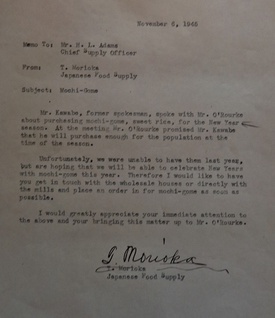 November 6, 1945
Memo To: Mr. H. L. Adams
Chief Supply Officer
From: T. Morioka
Japanese Food Supply
Subject: Mochi-Gome
Mr. Kswahe, former spokesman, spoke with Mr. O'Rourke
about purchasing mochi-gome, sweet rice, for the New Year
season. At the meeting Mr. O'Rourke promised Mr.
that he will purchase enough for the population at the
time of the season.
Unfortunately, we were unable to have them last year,
but are hoping that we will be able to celebrate New Years
with mochi-gome this year. Therefore I would like to have
you get in touch with the wholesale houses or directly with
the mills and place an order in for mochi-gome as soon as
possible.
I would greatly appreciate your immediate attention to
the above and your bringing this matter up to Mr. O'Rourke.
T. Morioka
T. Morioka
Japanese Food Supply